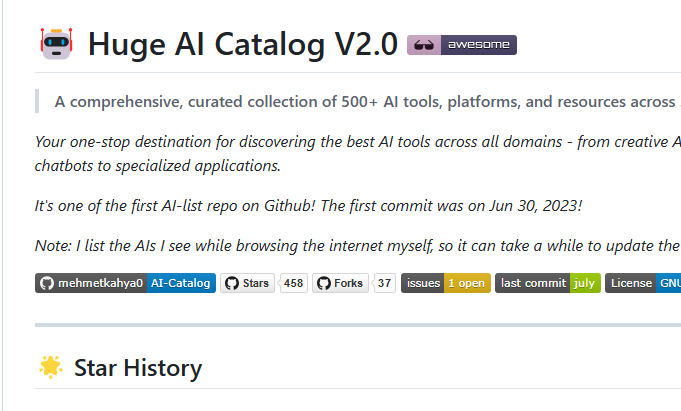 Huge AI Catalog V2.0 awesome
A comprehensive, curated collection of 500+ AI tools, platforms, and resources across
Your one-stop destination for discovering the best AI tools across all domains - from creative A
chatbots to specialized applications.
It's one of the first AI-list repo on Github! The first commit was on Jun 30, 2023!
Note: I list the AIs I see while browsing the internet myself, so it can take a while to update the
mehmetkahya0 AI-Catalog Stars 458 Forks 37 issues 1 open last commit july License GNU
Star History